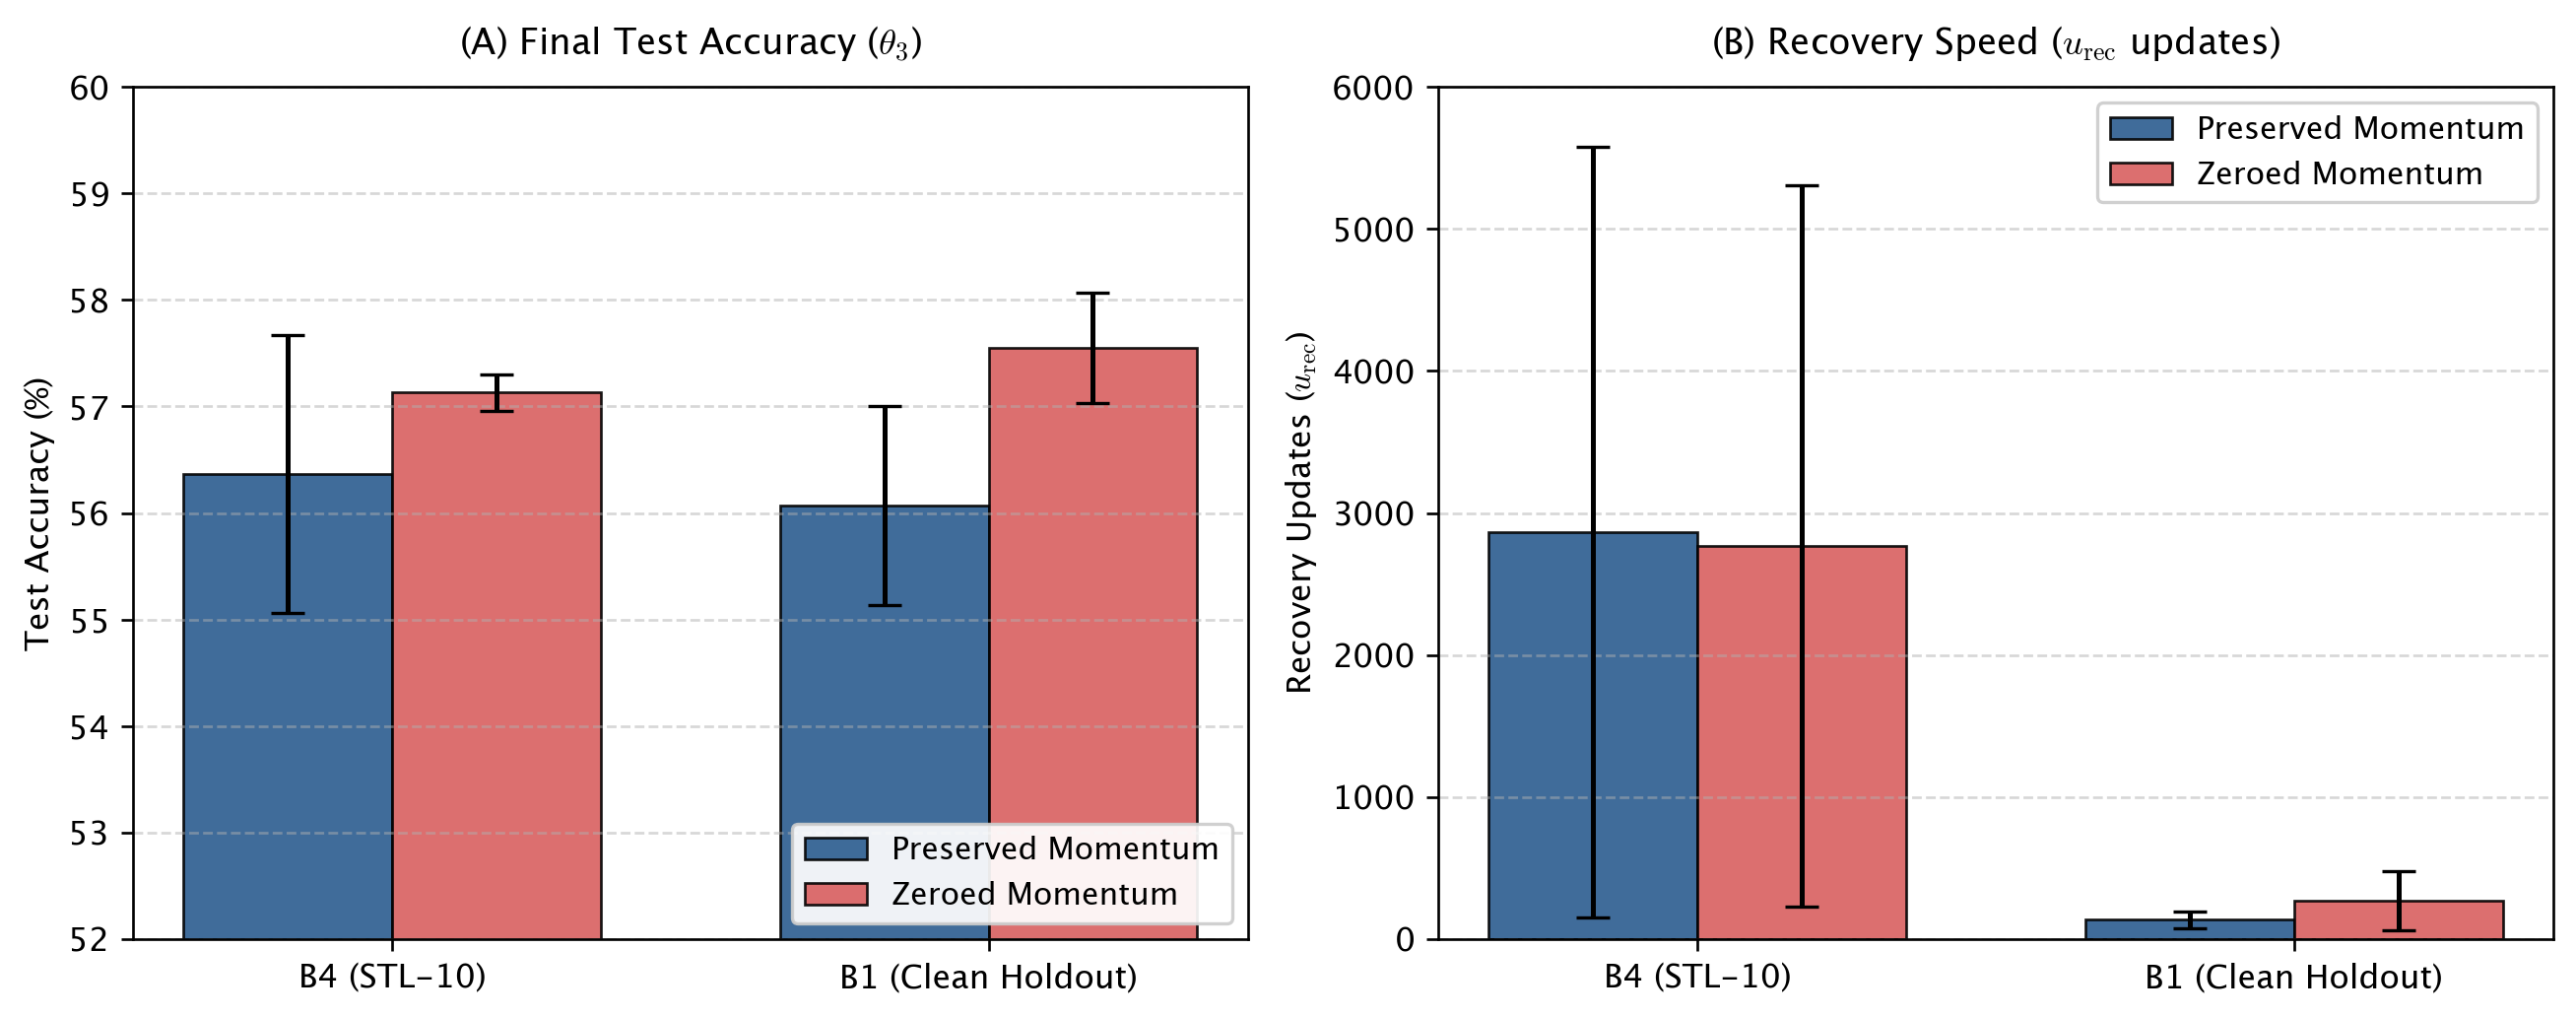 (A) Final Test Accuracy (θ₃)
Test Accuracy (%)
60
59
58
57
56
55
54
53
52
B4 (STL−10)
B1 (Clean Holdout)
Preserved Momentum
Zeroed Momentum
(B) Recovery Speed (u_rec updates)
Recovery Updates (u_rec)
6000
5000
4000
3000
2000
1000
0
B4 (STL−10)
B1 (Clean Holdout)
Preserved Momentum
Zeroed Momentum